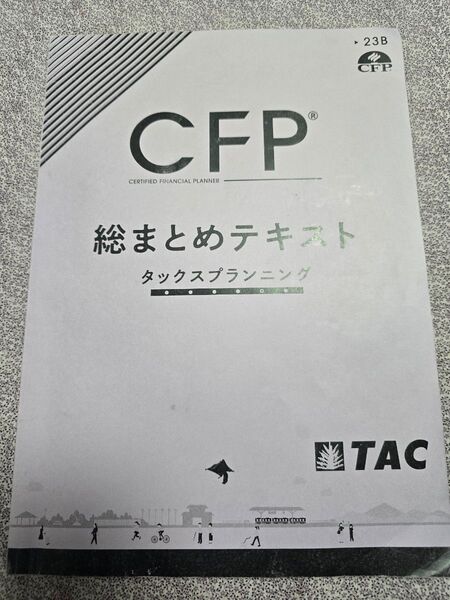 ▸ 23B
CFP
CFP®
CERTIFIED FINANCIAL PLANNER
総まとめテキスト
タックスプランニング
TAC